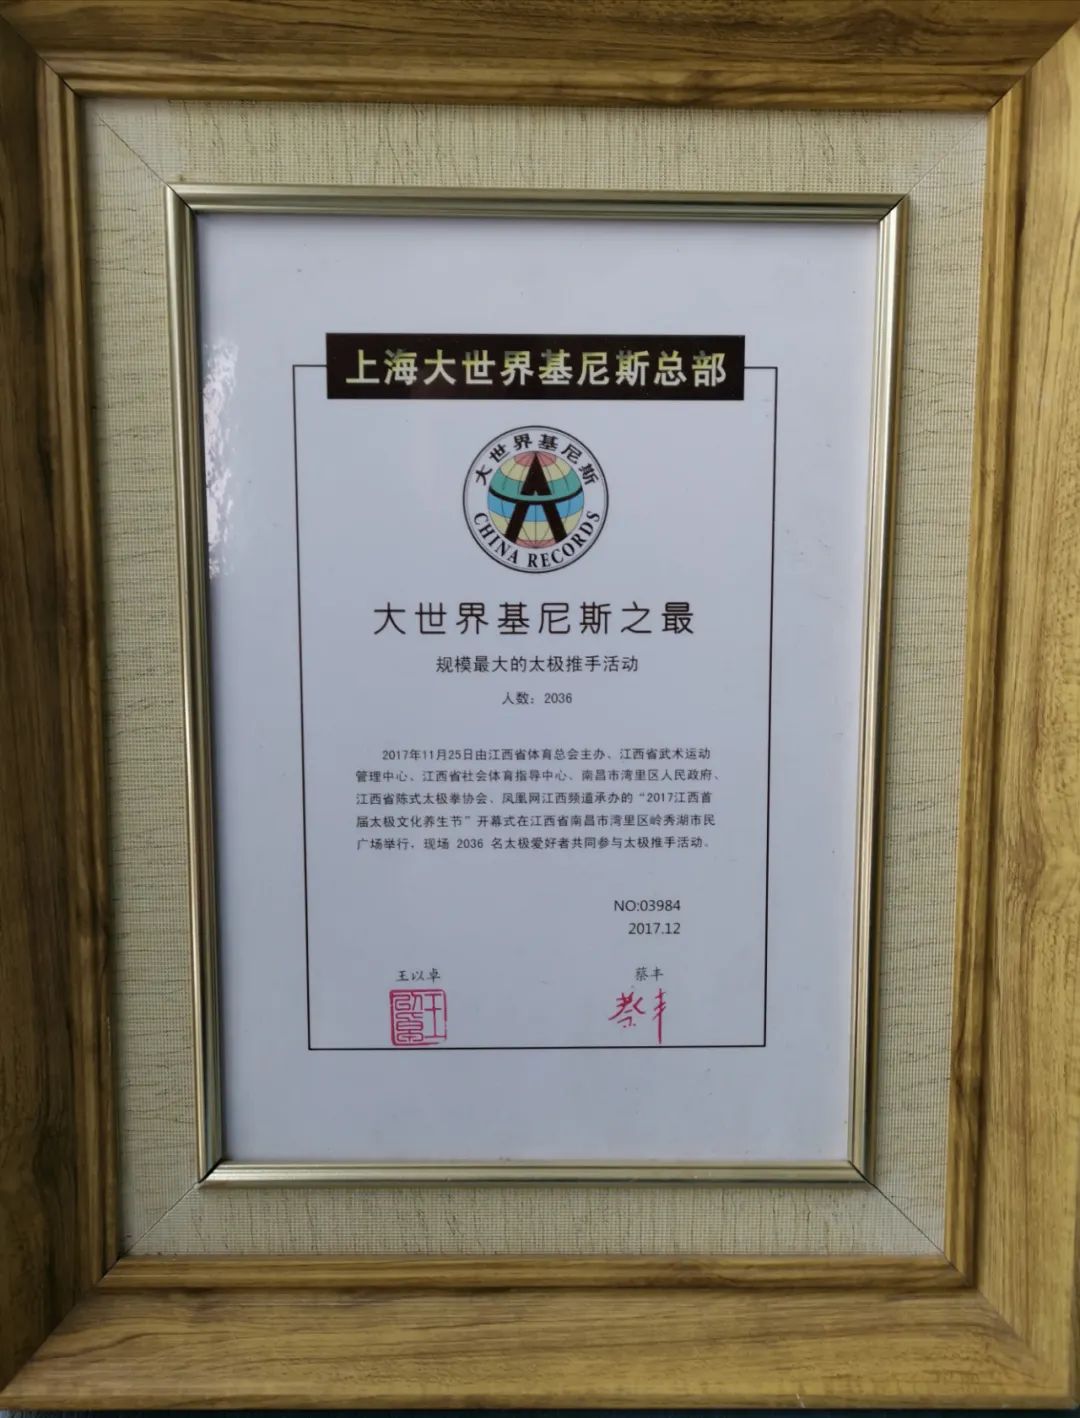 上海大世界基尼斯总部
大世界基尼斯
CHINA RECORDS
大世界基尼斯之最
规模最大的太极推手活动
人数：2036
2017年11月25日由江西省体育总会主办、江西省武术运动
管理中心、江西省社会体育指导中心、南昌市湾里区人民政府、
江西省陈式太极拳协会、凤凰网江西频道承办的“2017江西首
届太极文化养生节”开幕式在江西省南昌市湾里区岭秀湖市民
广场举行，现场 2036 名太极爱好者共同参与太极推手活动。
NO:03984
2017.12
王以卓
蔡丰
蔡丰